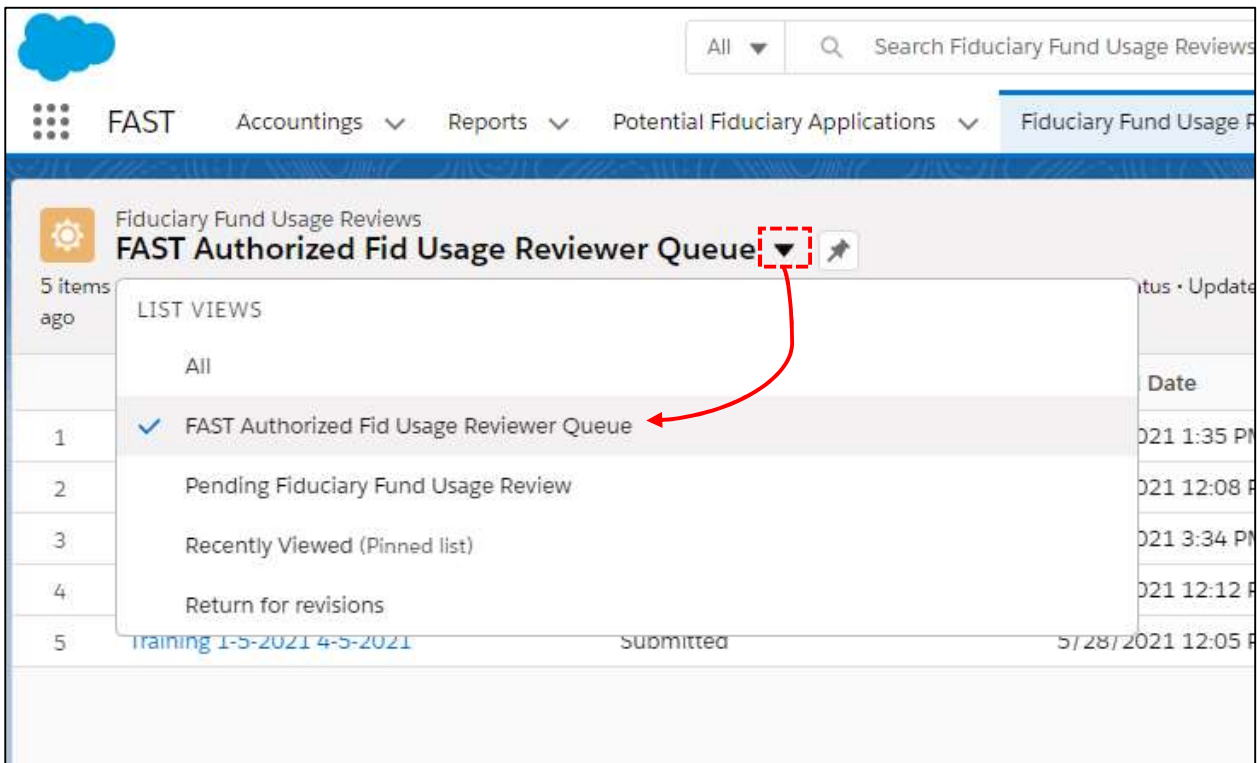 All Search Fiduciary Fund Usage Reviews
FAST Accountings Reports Potential Fiduciary Applications Fiduciary Fund Usage
Fiduciary Fund Usage Reviews
FAST Authorized Fid Usage Reviewer Queue
5 items
ago
tus • Update
LIST VIEWS
All
Date
1 FAST Authorized Fid Usage Reviewer Queue 021 1:35 PM
2 Pending Fiduciary Fund Usage Review 021 12:08
3 Recently Viewed (Pinned list) 021 3:34 PM
4 Return for revisions 021 12:12
5 Training 1-5-2021 4-5-2021 Submitted 5/28/2021 12:05